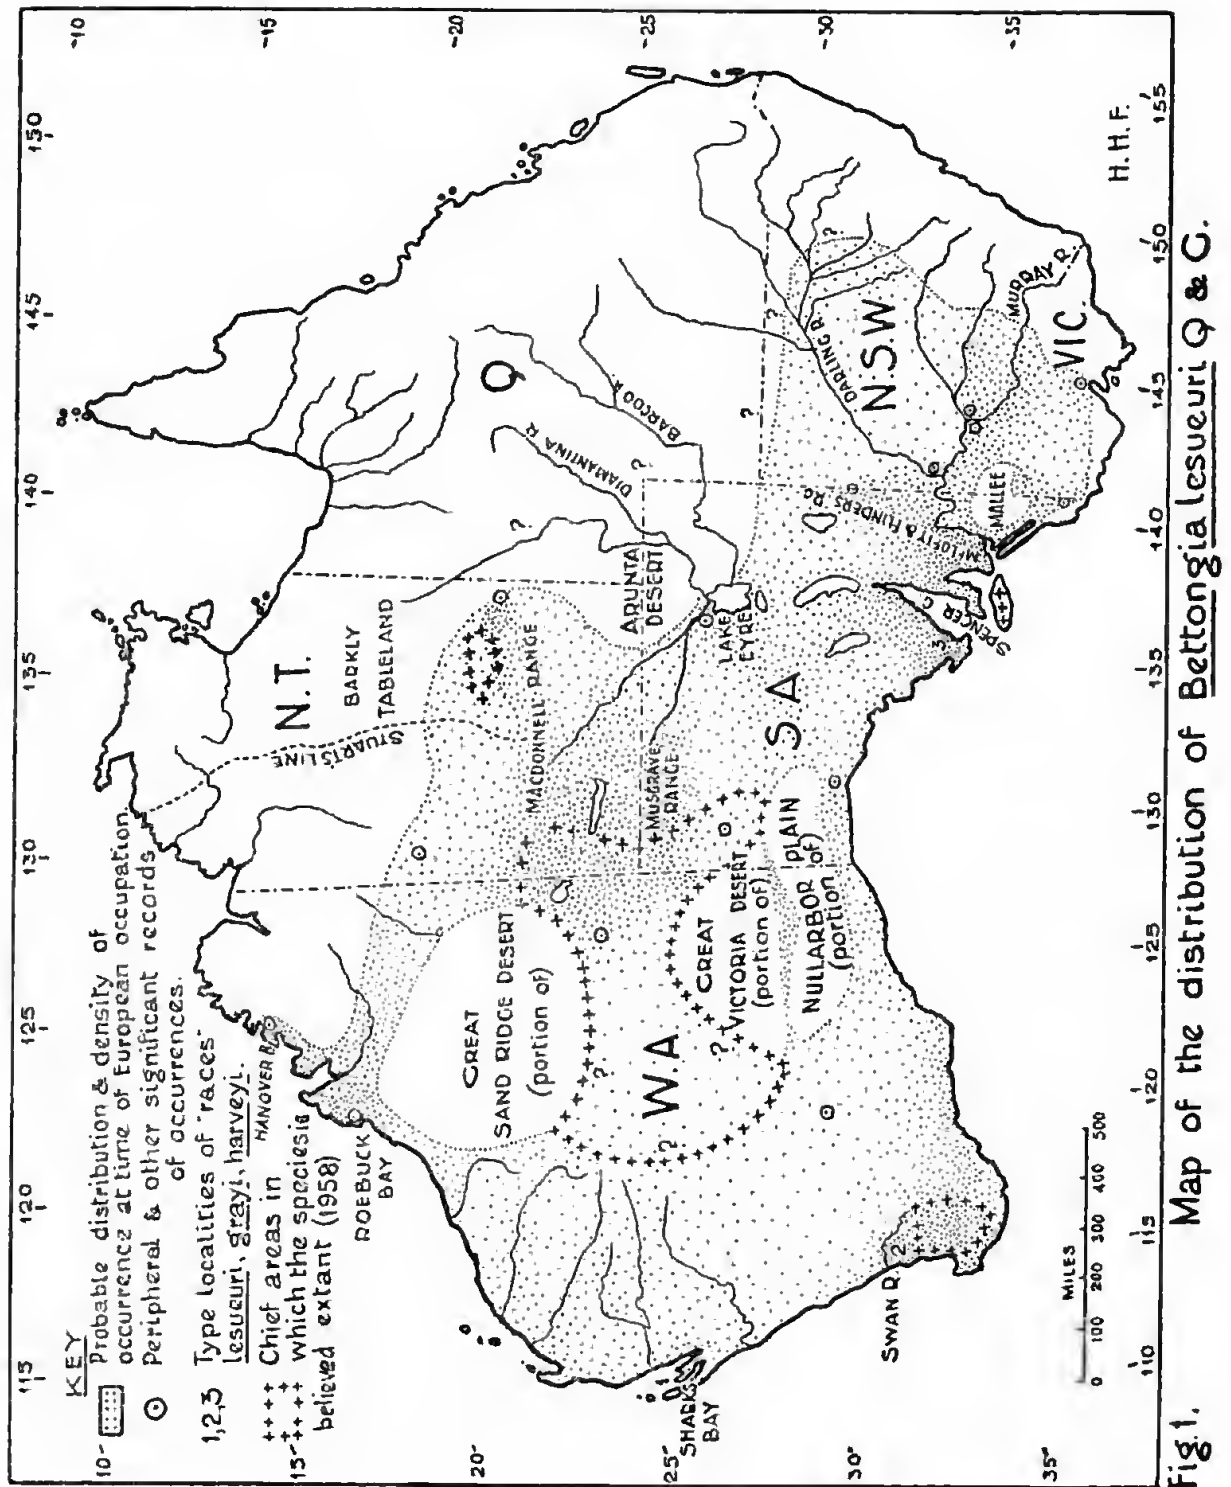 115
120
125
130
135
140
145
150
-10
-15
-20
-25
-30
-35
KEY
Probable distribution & density of
occurrence at time of European occupation.
Peripheral & other significant records
of occurrences.
1,2,3 Type localities of "races"
lesueuri, grayi, harveyi.
++++ Chief areas in
++++ which the speciesis
believed extant (1958)
10-
15-
20-
25-
30-
35-
HANOVER B.
ROEBUCK
BAY
N.T.
BARKLY
TABLELAND
STUART'S LINE
MACDONNELL RANGE
MUSGRAVE
RANGE
ARUNTA
DESERT
LAKE
EYRE
Q
DIAMANTINA R.
BARCOO R.
?
?
?
?
?
GREAT
SAND RIDGE DESERT
(portion of)
?
W.A
?
?
GREAT
VICTORIA DESERT
(portion of)
NULLARBOR PLAIN
(portion of)
S A
SPENCER G.
MT LOFTY & FLINDERS RG
MALLEE
DARLING R.
N.S.W
MURRAY R
VIC.
1
2
3
SHARKS
BAY
SWAN R.
MILES
0 100 200 300 400 500
110
115
120
125
130
135
140
145
150
155
H.H.F.
Fig.1. Map of the distribution of Bettongia lesueuri Q & G.